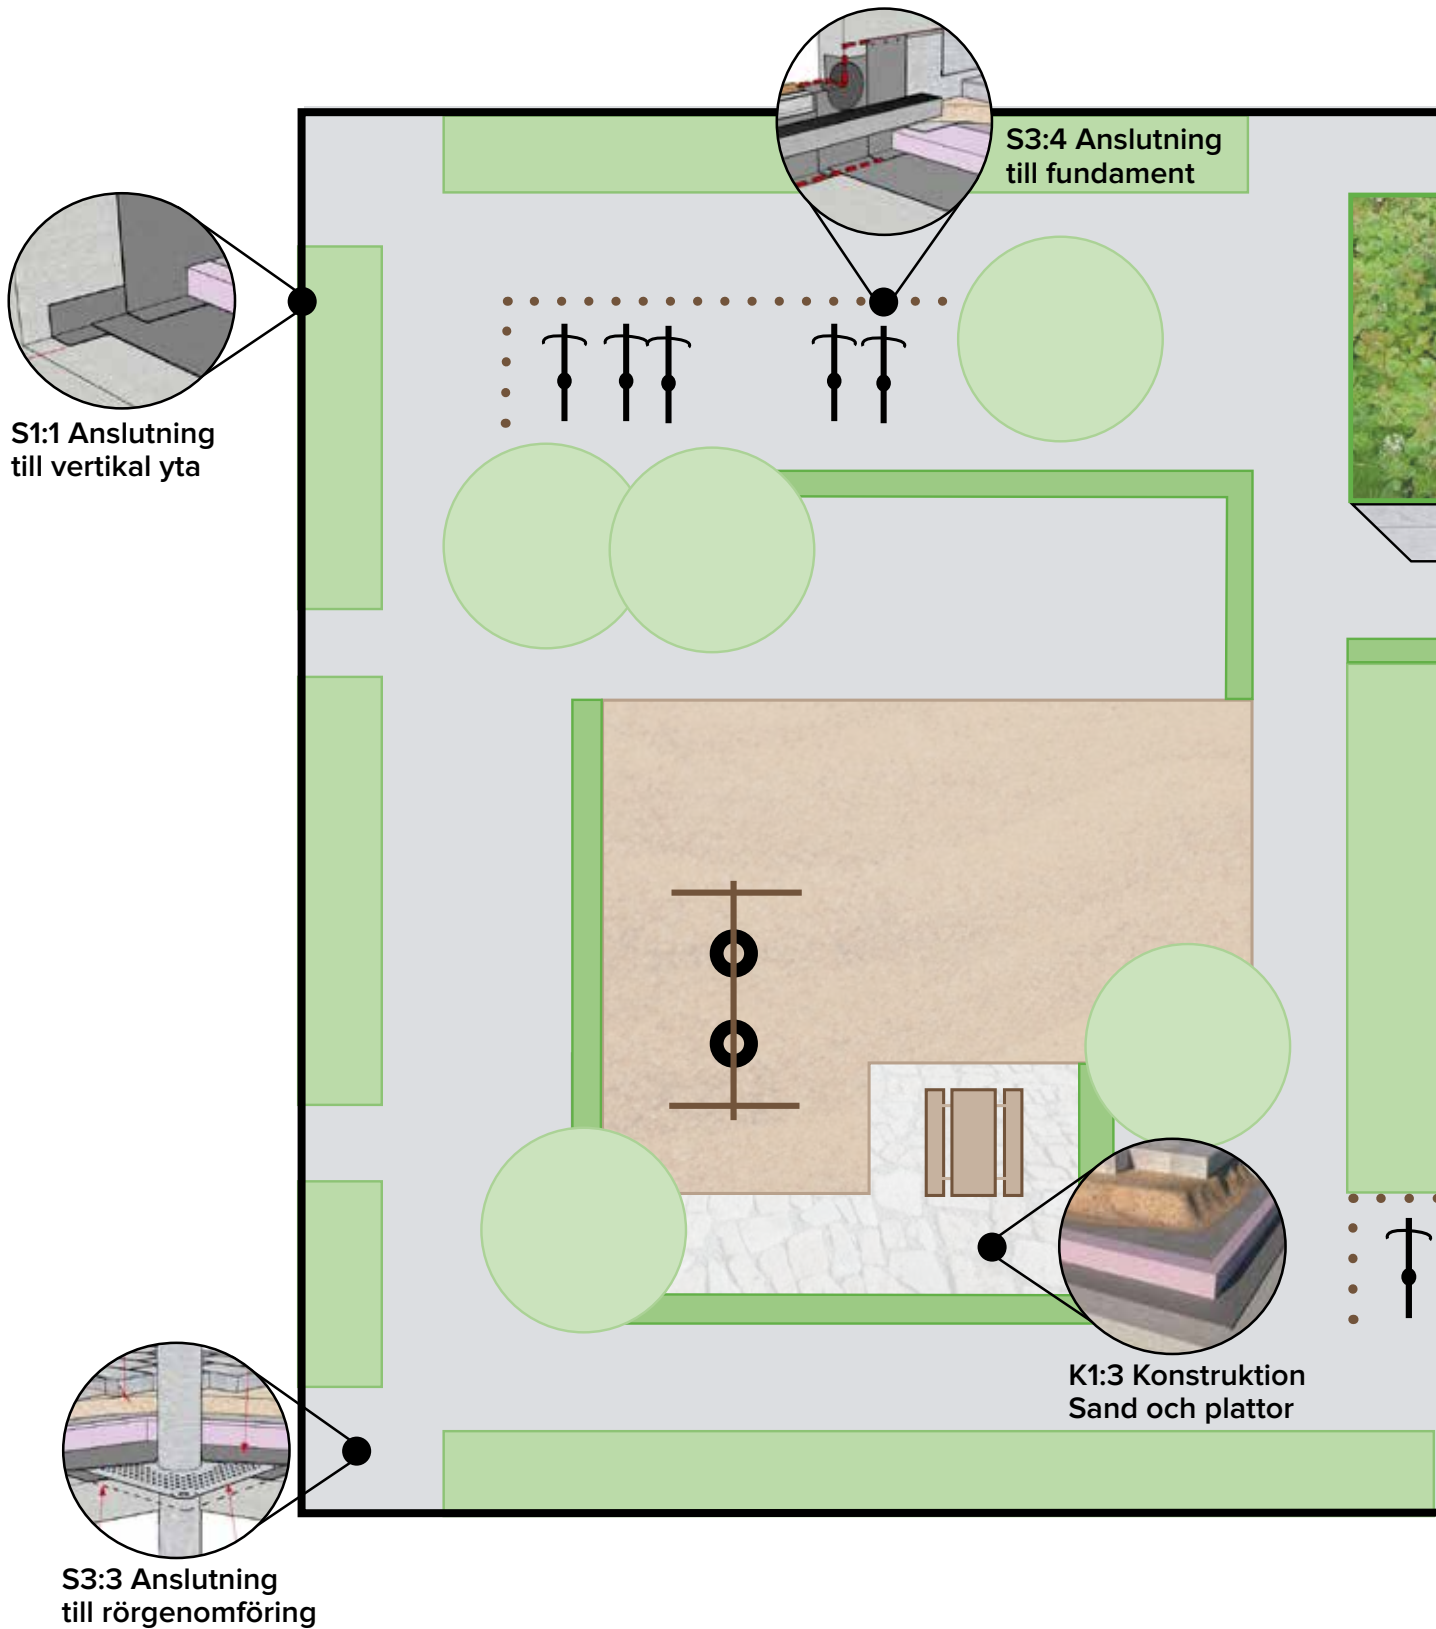 S3:4 Anslutning
till fundament
S1:1 Anslutning
till vertikal yta
K1:3 Konstruktion
Sand och plattor
S3:3 Anslutning
till rörgenomföring